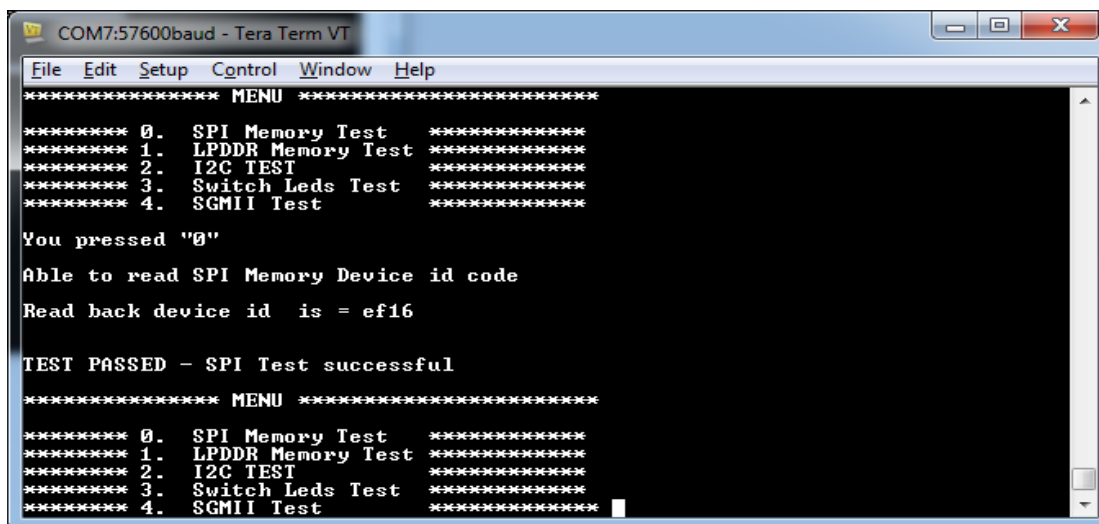 COM7:57600baud - Tera Term VT
File Edit Setup Control Window Help
*************** MENU ***********************
******** 0. SPI Memory Test ************
******** 1. LPDDR Memory Test ************
******** 2. I2C TEST ************
******** 3. Switch Leds Test ************
******** 4. SGMII Test ************
You pressed "0"
Able to read SPI Memory Device id code
Read back device id is = ef16
TEST PASSED - SPI Test successful
*************** MENU ***********************
******** 0. SPI Memory Test ************
******** 1. LPDDR Memory Test ************
******** 2. I2C TEST ************
******** 3. Switch Leds Test ************
******** 4. SGMII Test *************